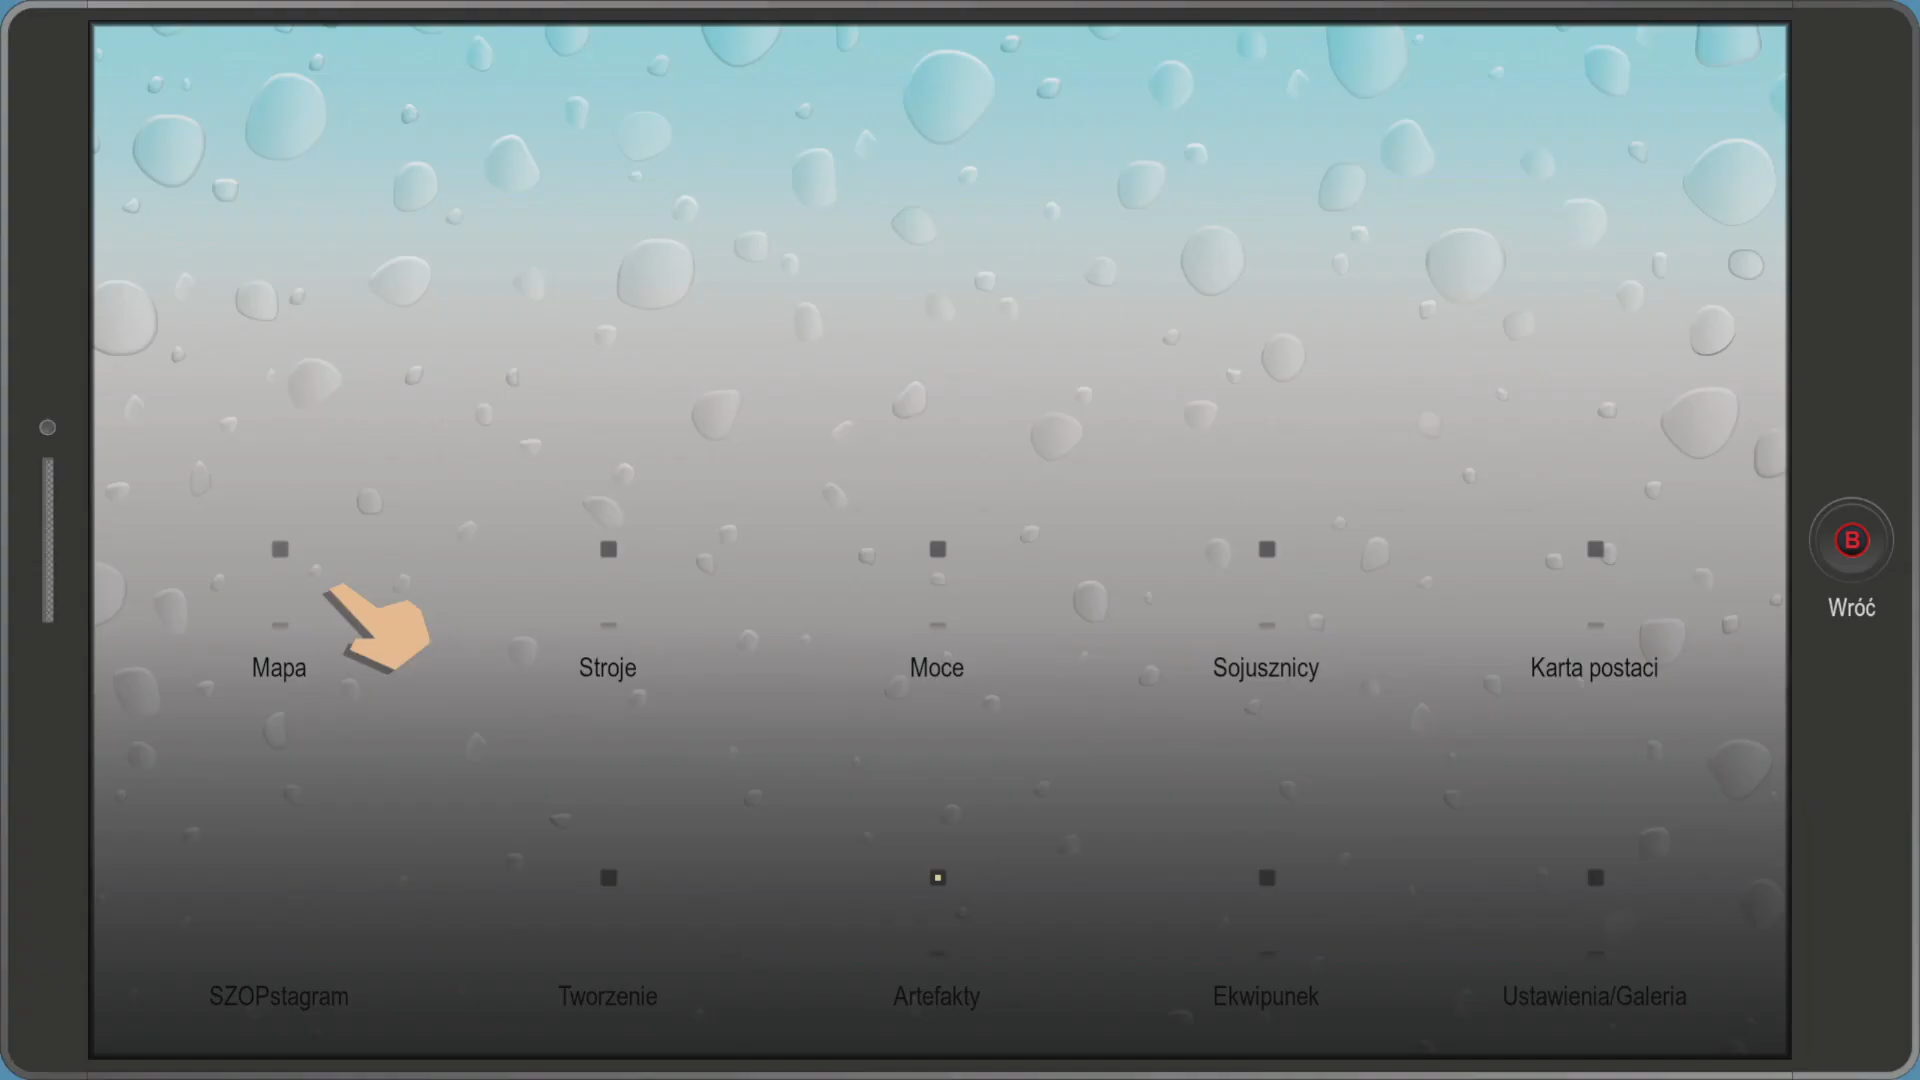 Mapa
Stroje
Moce
Sojusznicy
Karta postaci
B
Wróć
SZOPstagram
Tworzenie
Artefakty
Ekwipunek
Ustawienia/Galeria